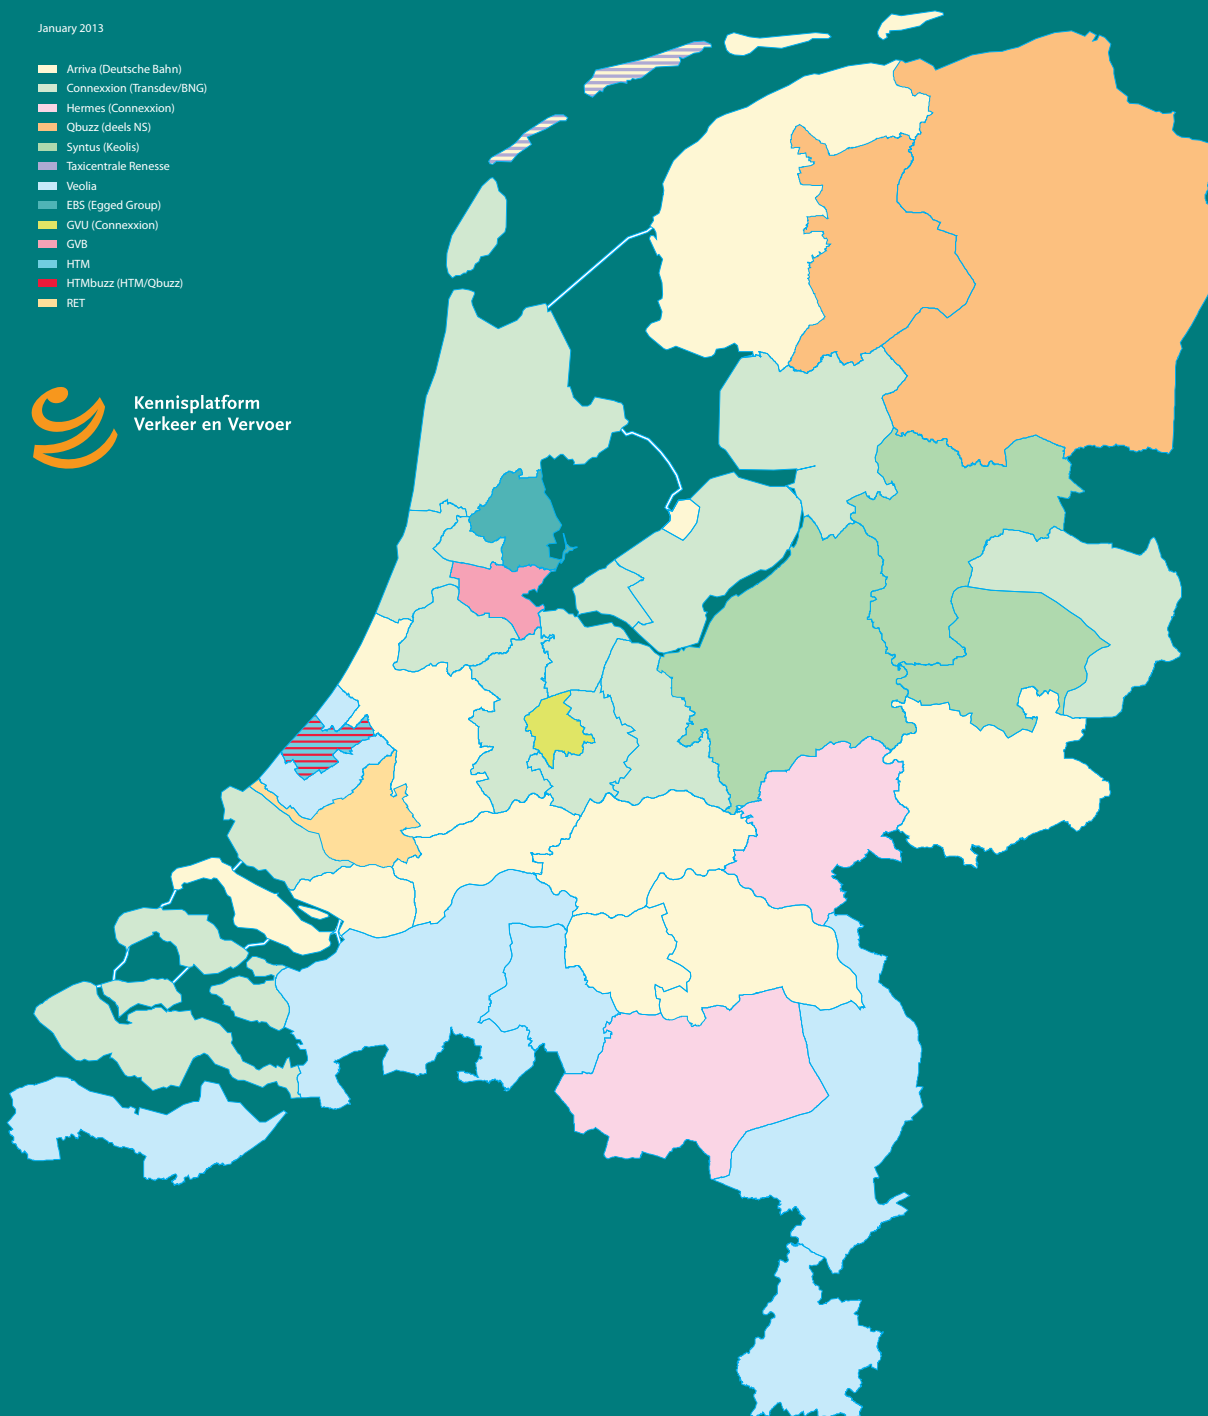 January 2013
Arriva (Deutsche Bahn)
Connexxion (Transdev/BNG)
Hermes (Connexxion)
Qbuzz (deels NS)
Syntus (Keolis)
Taxicentrale Renesse
Veolia
EBS (Egged Group)
GVU (Connexxion)
GVB
HTM
HTMbuzz (HTM/Qbuzz)
RET
Kennisplatform
Verkeer en Vervoer